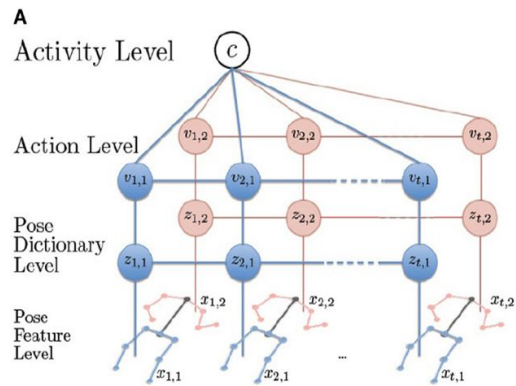 A
Activity Level
c
Action Level
v1,2
v2,2
vt,2
v1,1
v2,1
vt,1
Pose
Dictionary
Level
z1,2
z2,2
zt,2
z1,1
z2,1
zt,1
Pose
Feature
Level
x1,2
x2,2
xt,2
x1,1
x2,1
...
xt,1